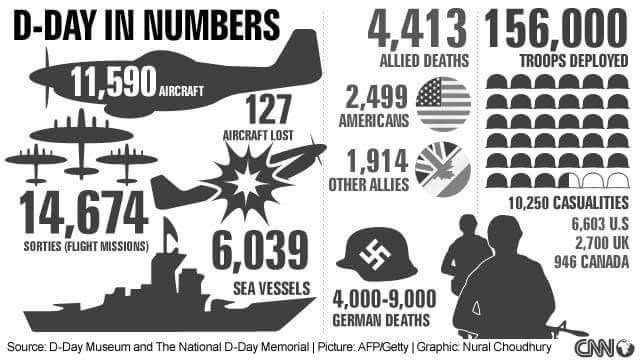 D-DAY IN NUMBERS
11,590 AIRCRAFT
127
AIRCRAFT LOST
14,674
SORTIES (FLIGHT MISSIONS)
6,039
SEA VESSELS
4,413
ALLIED DEATHS
2,499
AMERICANS
1,914
OTHER ALLIES
4,000-9,000
GERMAN DEATHS
156,000
TROOPS DEPLOYED
10,250 CASUALITIES
6,603 U.S
2,700 UK
946 CANADA
Source: D-Day Museum and The National D-Day Memorial | Picture: AFP/Getty | Graphic: Nural Choudhury
CNN